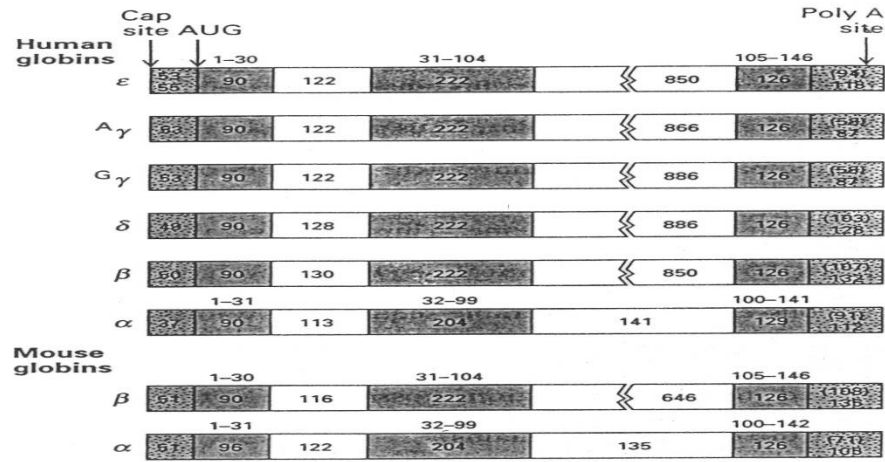 Cap Poly A
site AUG site
Human
globins 1–30 31–104 105–146
ε 53 55 90 122 222 850 126 (94) 118
Aγ 53 90 122 222 866 126 (58) 87
Gγ 53 90 122 222 886 126 (58) 87
δ 49 90 128 222 886 126 (103) 128
β 50 90 130 222 850 126 (107) 132
1–31 32–99 100–141
α 37 90 113 204 141 129 (91) 112
Mouse
globins
1–30 31–104 105–146
β 51 90 116 222 646 126 (108)
1–31 32–99 100–142
α 51 96 122 204 135 126 (71)